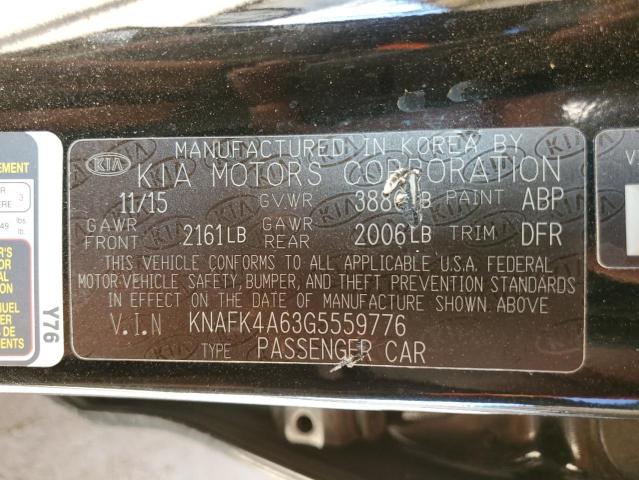 MANUFACTURED IN KOREA BY
KIA KIA MOTORS CORPORATION
11/15 GVWR PAINT ABP
GAWR FRONT 2161LB GAWR REAR 2006LB TRIM DFR
THIS VEHICLE CONFORMS TO ALL APPLICABLE U.S.A. FEDERAL
MOTOR VEHICLE SAFETY, BUMPER, AND THEFT PREVENTION STANDARDS
IN EFFECT ON THE DATE OF MANUFACTURE SHOWN ABOVE
V.I.N KNAFK4A63G5559776
TYPE PASSENGER CAR
Y76